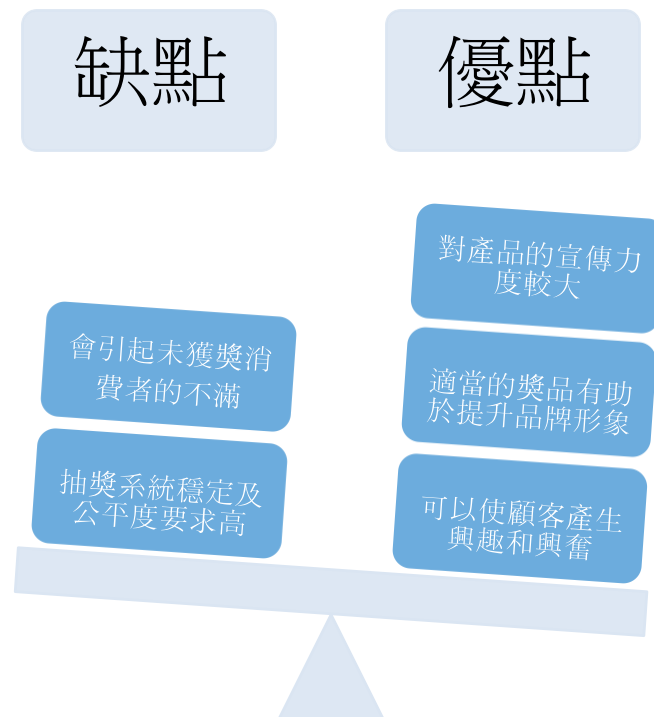 缺點
優點
會引起未獲獎消
費者的不滿
抽獎系統穩定及
公平度要求高
對產品的宣傳力
度較大
適當的獎品有助
於提升品牌形象
可以使顧客產生
興趣和興奮